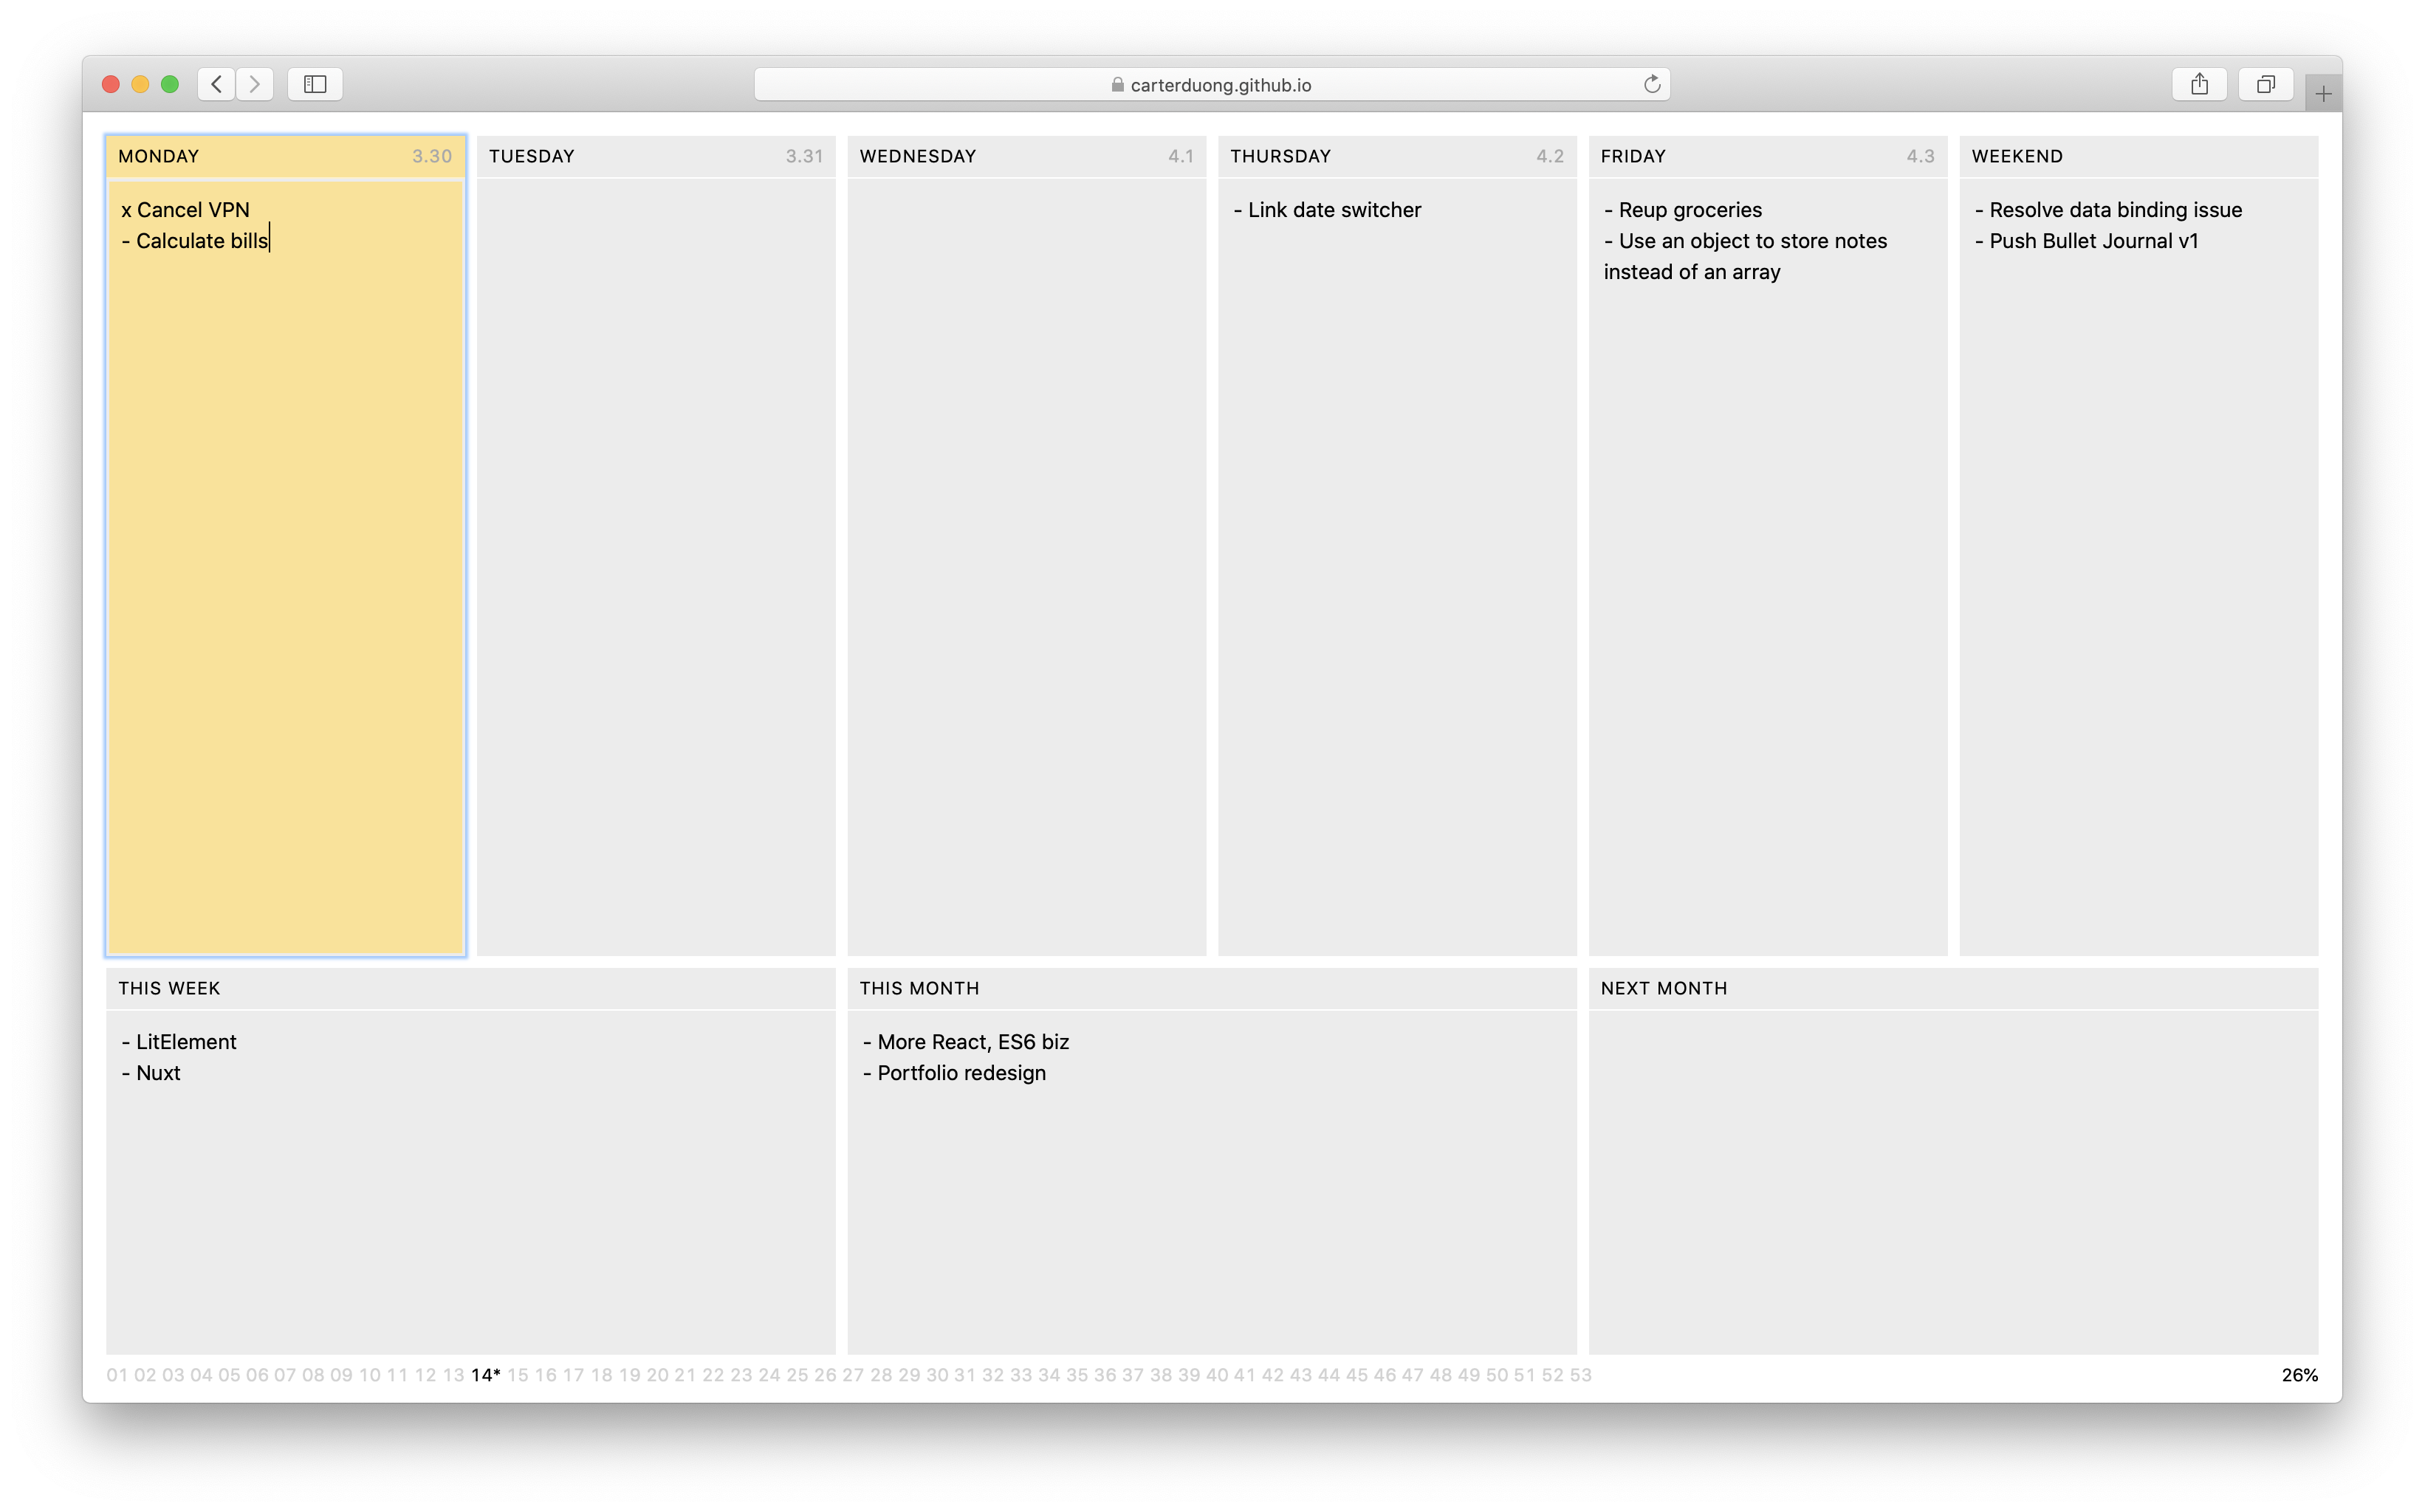 carterduong.github.io
MONDAY 3.30
x Cancel VPN
- Calculate bills
TUESDAY 3.31
WEDNESDAY 4.1
THURSDAY 4.2
- Link date switcher
FRIDAY 4.3
- Reup groceries
- Use an object to store notes
instead of an array
WEEKEND
- Resolve data binding issue
- Push Bullet Journal v1
THIS WEEK
- LitElement
- Nuxt
THIS MONTH
- More React, ES6 biz
- Portfolio redesign
NEXT MONTH
01 02 03 04 05 06 07 08 09 10 11 12 13 14* 15 16 17 18 19 20 21 22 23 24 25 26 27 28 29 30 31 32 33 34 35 36 37 38 39 40 41 42 43 44 45 46 47 48 49 50 51 52 53 26%